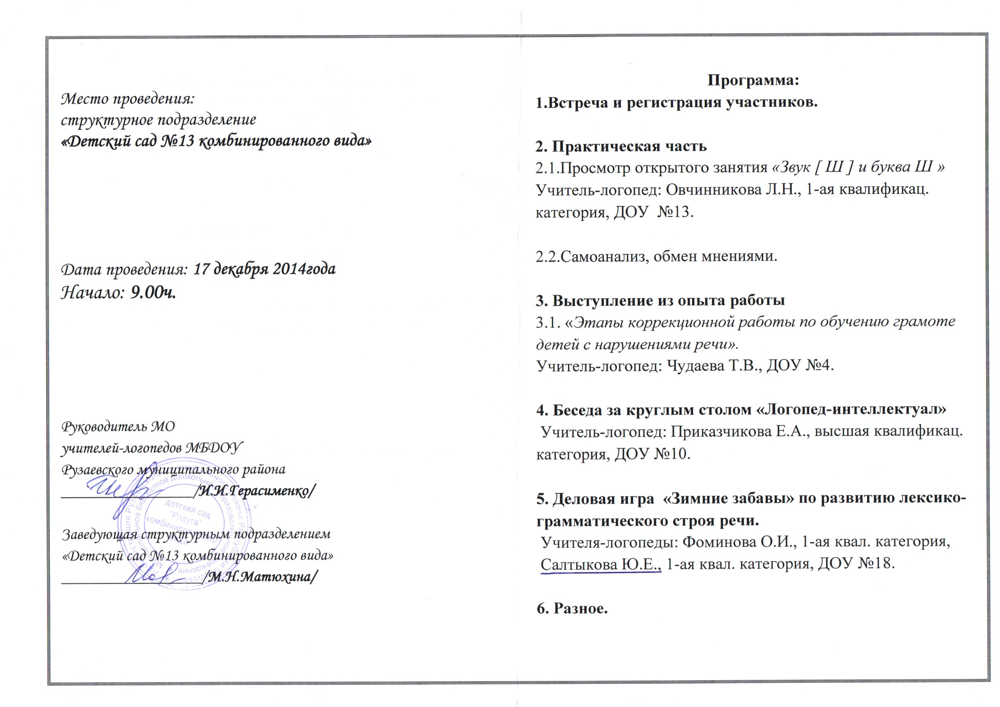 Место проведения:
структурное подразделение
«Детский сад №13 комбинированного вида»
Дата проведения: 17 декабря 2014года
Начало: 9.00ч.
Руководитель МО
учителей-логопедов МБДОУ
Рузаевского муниципального района
/И.И.Герасименко/
детский сад
"Радуга"
комбинированного
вида
Заведующая структурным подразделением
«Детский сад №13 комбинированного вида»
/М.Н.Матюхина/
Программа:
1.Встреча и регистрация участников.
2. Практическая часть
2.1.Просмотр открытого занятия «Звук [ Ш ] и буква Ш »
Учитель-логопед: Овчинникова Л.Н., 1-ая квалификац.
категория, ДОУ №13.
2.2.Самоанализ, обмен мнениями.
3. Выступление из опыта работы
3.1. «Этапы коррекционной работы по обучению грамоте
детей с нарушениями речи».
Учитель-логопед: Чудаева Т.В., ДОУ №4.
4. Беседа за круглым столом «Логопед-интеллектуал»
Учитель-логопед: Приказчикова Е.А., высшая квалификац.
категория, ДОУ №10.
5. Деловая игра «Зимние забавы» по развитию лексико-
грамматического строя речи.
Учителя-логопеды: Фоминова О.И., 1-ая квал. категория,
Салтыкова Ю.Е., 1-ая квал. категория, ДОУ №18.
6. Разное.